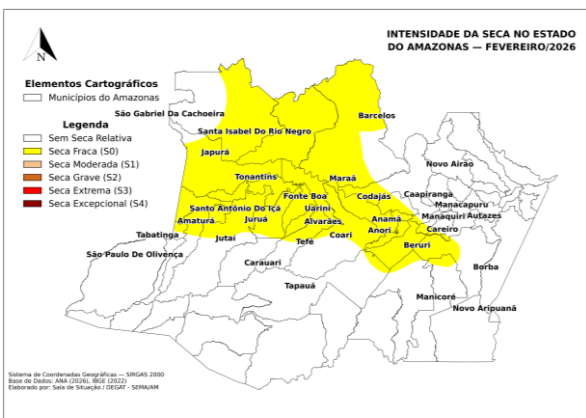 INTENSIDADE DA SECA NO ESTADO
DO AMAZONAS — FEVEREIRO/2026
N
Elementos Cartográficos
Municípios do Amazonas
Legenda
Sem Seca Relativa
Seca Fraca (S0)
Seca Moderada (S1)
Seca Grave (S2)
Seca Extrema (S3)
Seca Excepcional (S4)
São Gabriel Da Cachoeira
Barcelos
Santa Isabel Do Rio Negro
Japurá
Novo Airão
Tonantins
Maraã
Fonte Boa
Codajás
Caapiranga
Santo Antônio Do Içá
Uarini
Manacapuru
Amaturá
Juruá
Alvarães
Anamã
Manaquiri
Autazes
Tabatinga
Jutaí
Tefé
Coari
Anori
Careiro
São Paulo De Olivença
Beruri
Carauari
Borba
Tapauá
Manicoré
Novo Aripuanã
Sistema de Coordenadas Geográficas — SIRGAS 2000
Base de Dados: ANA (2026), IBGE (2022)
Elaborado por: Sala de Situação / DEGAT - SEMA/AM